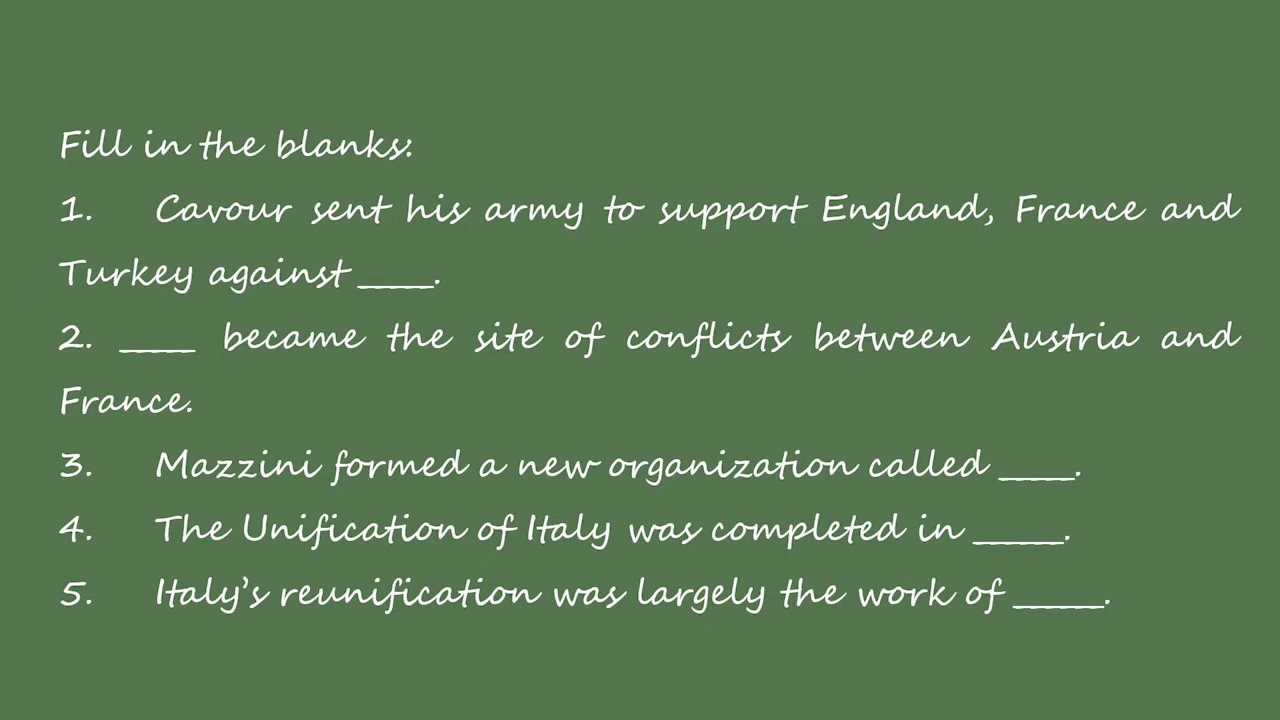 Fill in the blanks:
1. Cavour sent his army to support England, France and
Turkey against ____.
2. ____ became the site of conflicts between Austria and
France.
3. Mazzini formed a new organization called ____.
4. The Unification of Italy was completed in _____.
5. Italy's reunification was largely the work of _____.